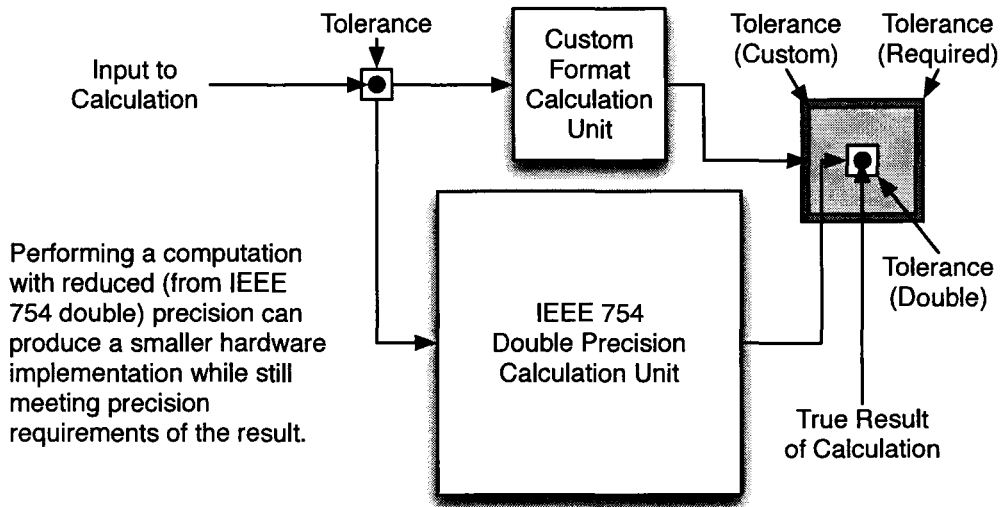 Tolerance
Input to
Calculation
Custom
Format
Calculation
Unit
Tolerance
(Custom)
Tolerance
(Required)
Performing a computation
with reduced (from IEEE
754 double) precision can
produce a smaller hardware
implementation while still
meeting precision
requirements of the result.
IEEE 754
Double Precision
Calculation Unit
Tolerance
(Double)
True Result
of Calculation